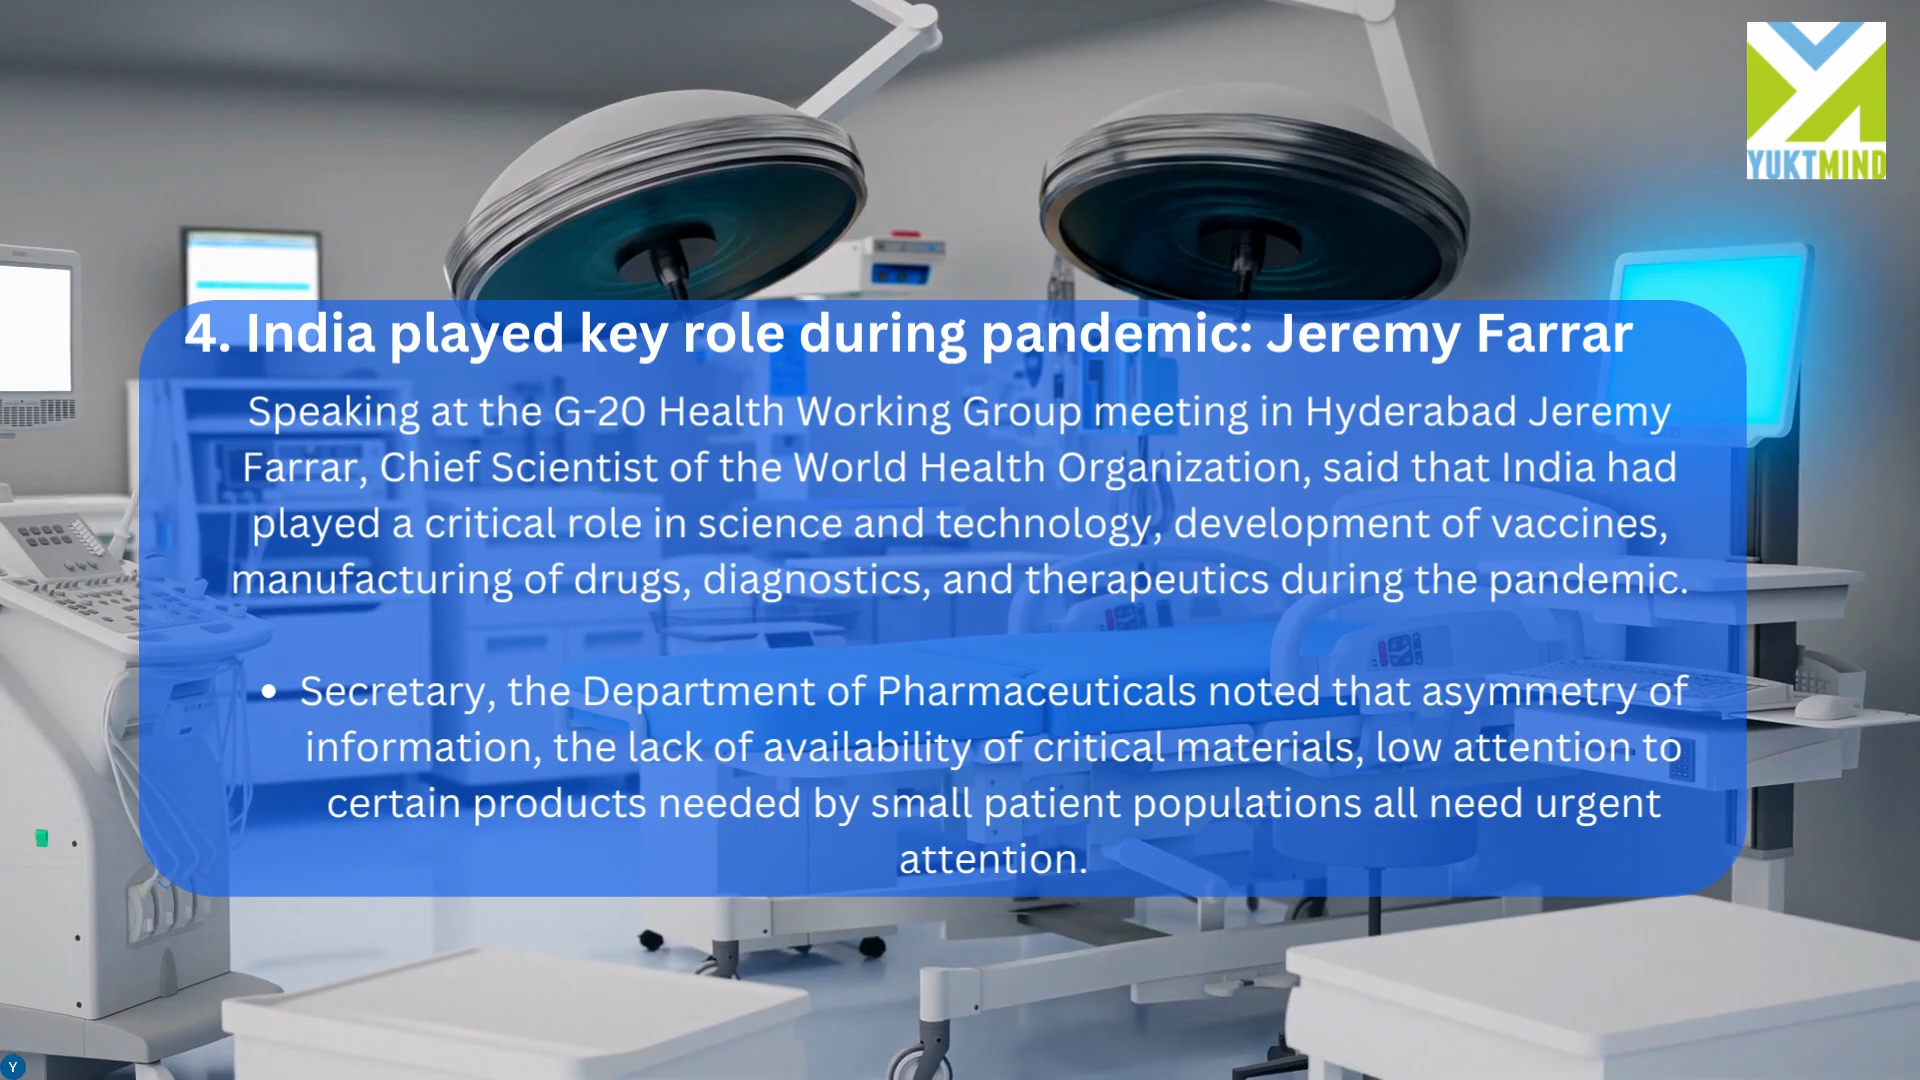 YUKTMIND
4. India played key role during pandemic: Jeremy Farrar
Speaking at the G-20 Health Working Group meeting in Hyderabad Jeremy
Farrar, Chief Scientist of the World Health Organization, said that India had
played a critical role in science and technology, development of vaccines,
manufacturing of drugs, diagnostics, and therapeutics during the pandemic.
• Secretary, the Department of Pharmaceuticals noted that asymmetry of
information, the lack of availability of critical materials, low attention to
certain products needed by small patient populations all need urgent
attention.
Y